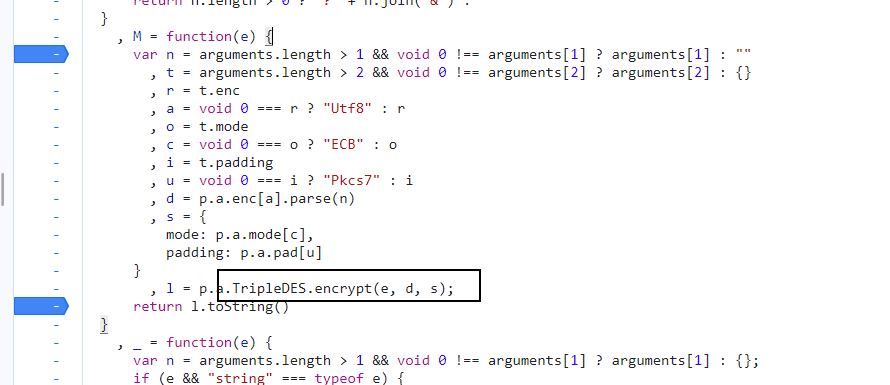 return n.length > 0 ? "?" + n.join("&") :
}
, M = function(e) {
var n = arguments.length > 1 && void 0 !== arguments[1] ? arguments[1] : ""
, t = arguments.length > 2 && void 0 !== arguments[2] ? arguments[2] : {}
, r = t.enc
, a = void 0 === r ? "Utf8" : r
, o = t.mode
, c = void 0 === o ? "ECB" : o
, i = t.padding
, u = void 0 === i ? "Pkcs7" : i
, d = p.a.enc[a].parse(n)
, s = {
mode: p.a.mode[c],
padding: p.a.pad[u]
}
, l = p.a.TripleDES.encrypt(e, d, s);
return l.toString()
}
, _ = function(e) {
var n = arguments.length > 1 && void 0 !== arguments[1] ? arguments[1] : {};
if (e && "string" === typeof e) {